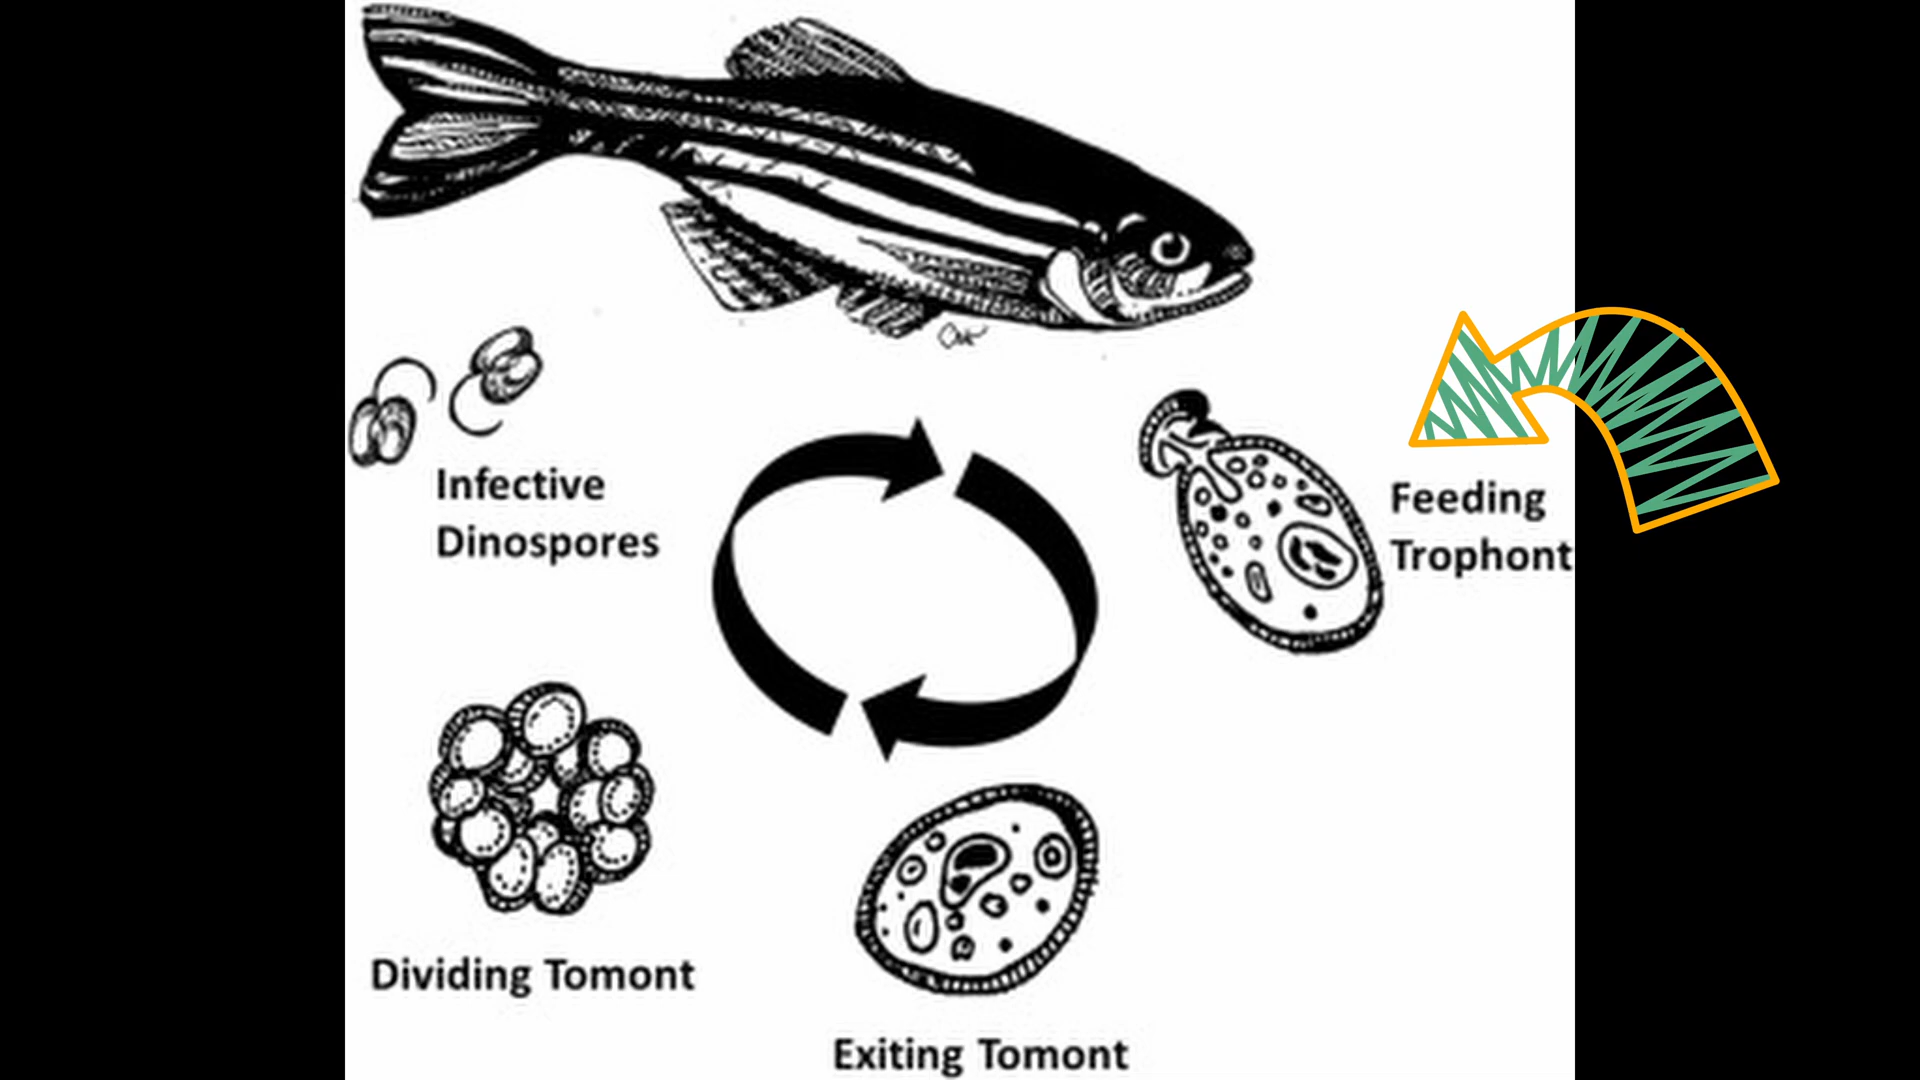 Infective
Dinospores
Feeding
Trophont
Dividing Tomont
Exiting Tomont